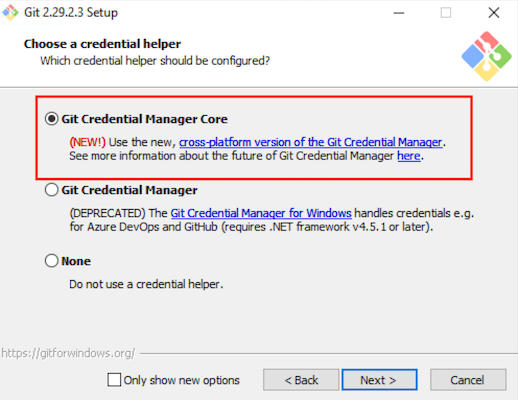 Git 2.29.2.3 Setup
Choose a credential helper
Which credential helper should be configured?
Git Credential Manager Core
(NEW!) Use the new, cross-platform version of the Git Credential Manager.
See more information about the future of Git Credential Manager here.
Git Credential Manager
(DEPRECATED) The Git Credential Manager for Windows handles credentials e.g.
for Azure DevOps and GitHub (requires .NET framework v4.5.1 or later).
None
Do not use a credential helper.
https://gitforwindows.org/
Only show new options
< Back
Next >
Cancel